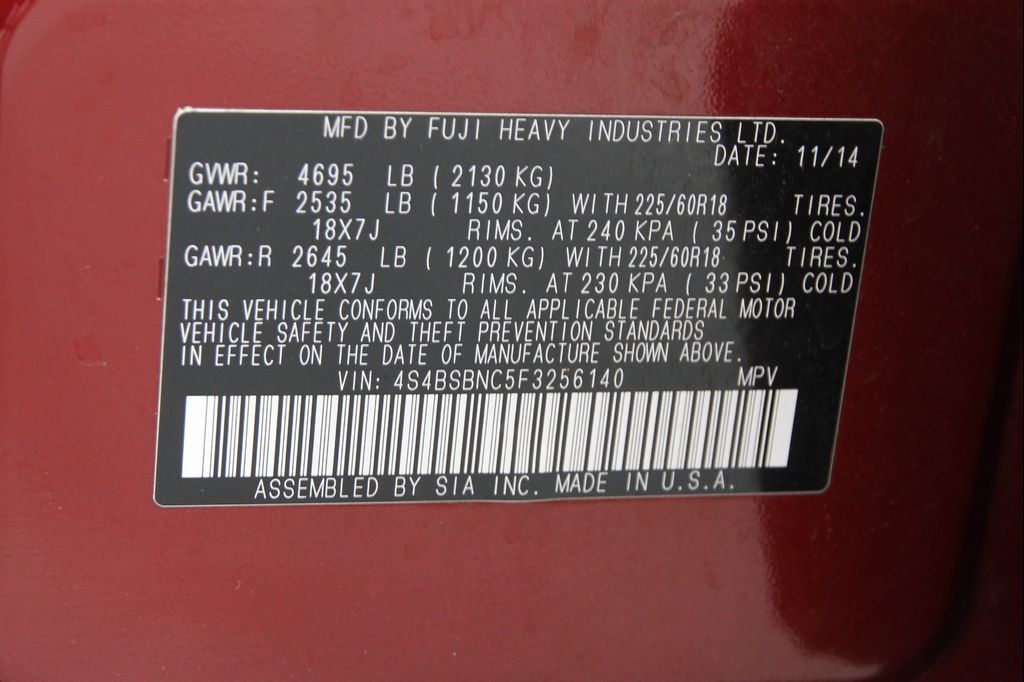 MFD BY FUJI HEAVY INDUSTRIES LTD.
DATE: 11/14
GVWR: 4695 LB ( 2130 KG)
GAWR:F 2535 LB ( 1150 KG) WITH 225/60R18 TIRES.
18X7J RIMS. AT 240 KPA ( 35 PSI) COLD
GAWR:R 2645 LB ( 1200 KG) WITH 225/60R18 TIRES.
18X7J RIMS. AT 230 KPA ( 33 PSI) COLD
THIS VEHICLE CONFORMS TO ALL APPLICABLE FEDERAL MOTOR
VEHICLE SAFETY AND THEFT PREVENTION STANDARDS
IN EFFECT ON THE DATE OF MANUFACTURE SHOWN ABOVE.
VIN: 4S4BSBNC5F3256140 MPV
ASSEMBLED BY SIA INC. MADE IN U.S.A.